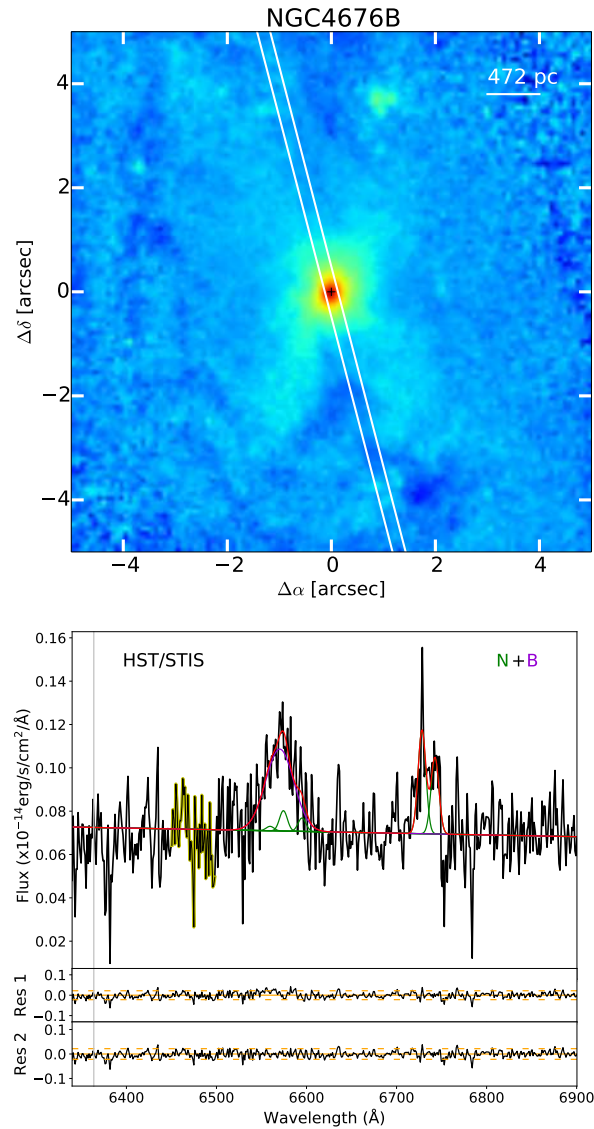 NGC4676B
472 pc
4
2
0
−2
−4
Δδ [arcsec]
−4 −2 0 2 4
Δα [arcsec]
HST/STIS N+B
0.16
0.14
0.12
0.10
0.08
0.06
0.04
0.02
Flux (x10⁻¹⁴erg/s/cm²/Å)
0.1
0.0
−0.1
Res 1
0.1
0.0
−0.1
Res 2
6400 6500 6600 6700 6800 6900
Wavelength (Å)